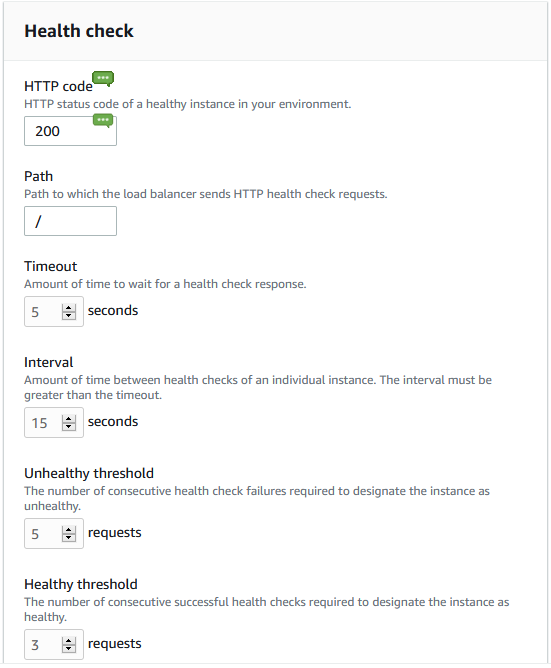 Health check
HTTP code
HTTP status code of a healthy instance in your environment.
200
Path
Path to which the load balancer sends HTTP health check requests.
/
Timeout
Amount of time to wait for a health check response.
5 seconds
Interval
Amount of time between health checks of an individual instance. The interval must be
greater than the timeout.
15 seconds
Unhealthy threshold
The number of consecutive health check failures required to designate the instance as
unhealthy.
5 requests
Healthy threshold
The number of consecutive successful health checks required to designate the instance as
healthy.
3 requests